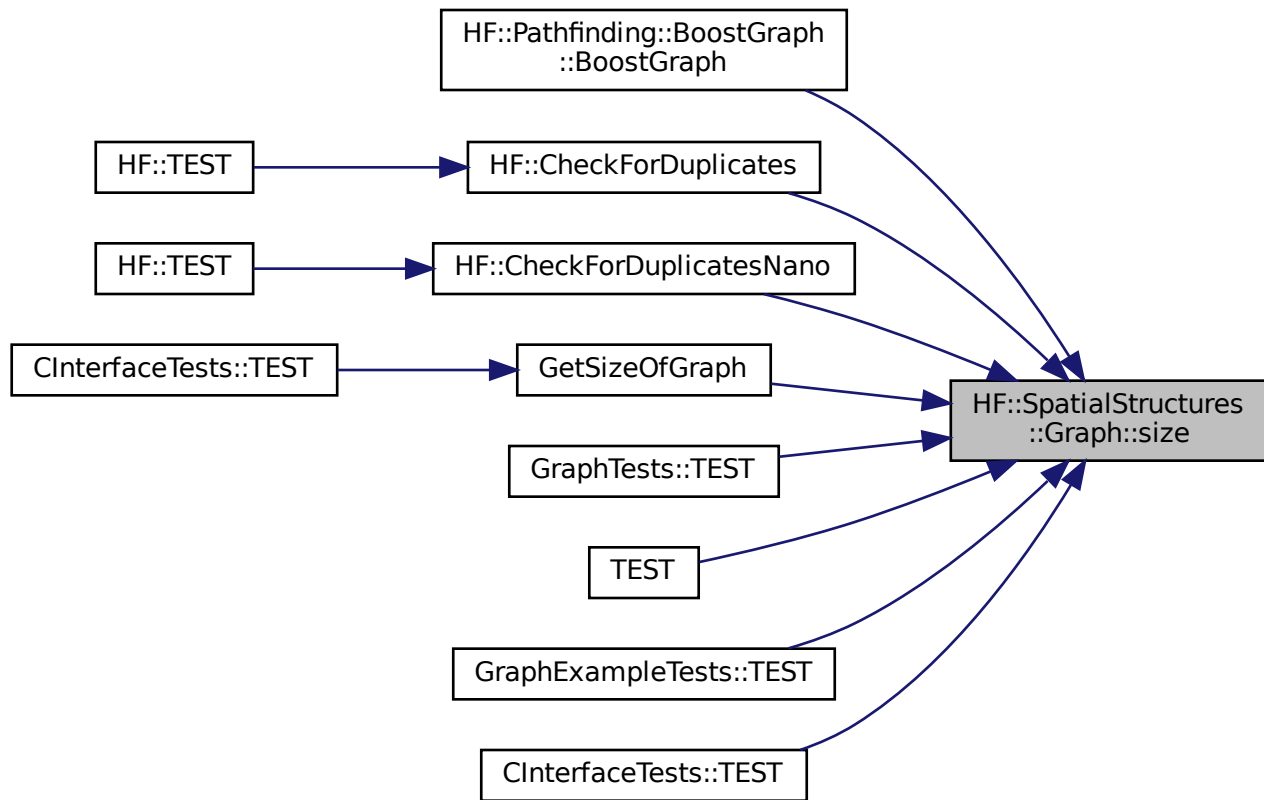 HF::Pathfinding::BoostGraph
::BoostGraph
HF::TEST
HF::CheckForDuplicates
HF::TEST
HF::CheckForDuplicatesNano
CInterfaceTests::TEST
GetSizeOfGraph
HF::SpatialStructures
::Graph::size
GraphTests::TEST
TEST
GraphExampleTests::TEST
CInterfaceTests::TEST